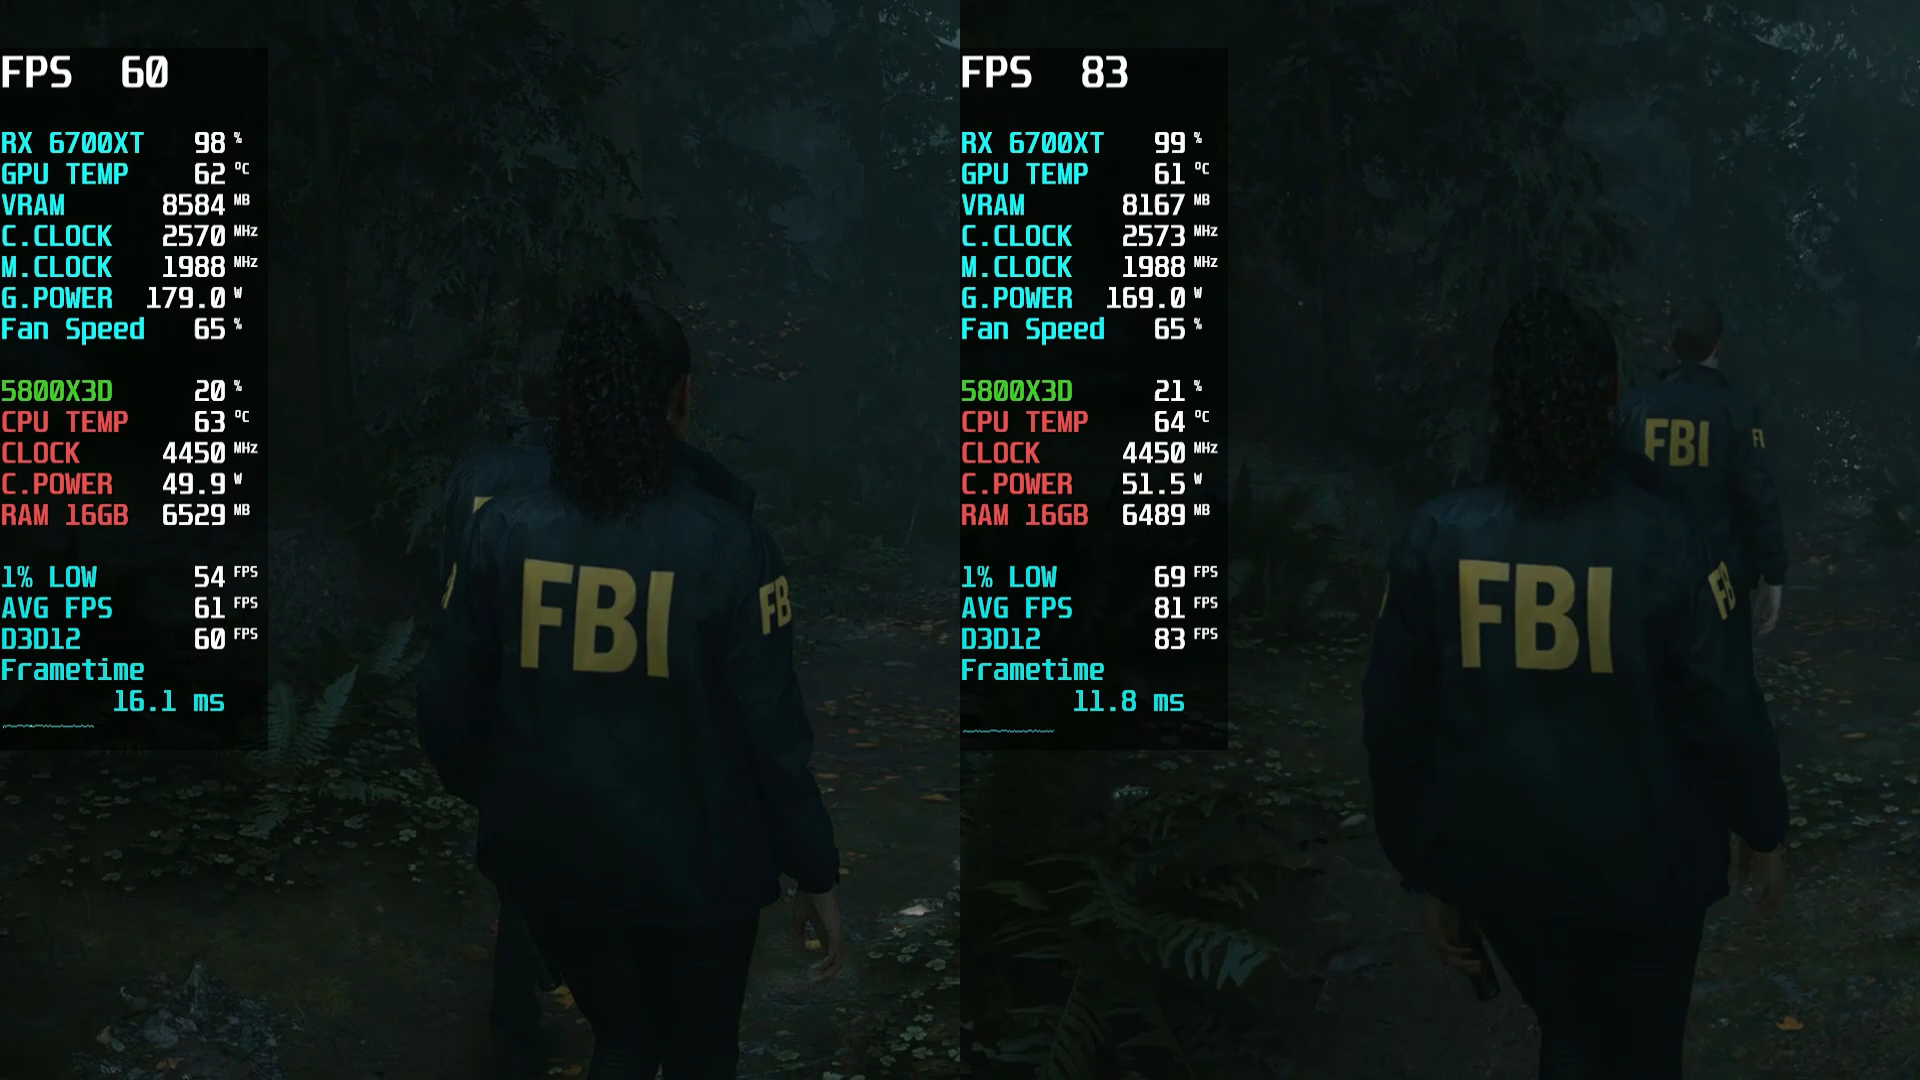 FPS 60
RX 6700XT 98 %
GPU TEMP 62 °C
VRAM 8584 MB
C.CLOCK 2570 MHz
M.CLOCK 1988 MHz
G.POWER 179.0 W
Fan Speed 65 %
5800X3D 20 %
CPU TEMP 63 °C
CLOCK 4450 MHz
C.POWER 49.9 W
RAM 16GB 6529 MB
1% LOW 54 FPS
AVG FPS 61 FPS
D3D12 60 FPS
Frametime
16.1 ms
FBI
FB
FPS 83
RX 6700XT 99 %
GPU TEMP 61 °C
VRAM 8167 MB
C.CLOCK 2573 MHz
M.CLOCK 1988 MHz
G.POWER 169.0 W
Fan Speed 65 %
5800X3D 21 %
CPU TEMP 64 °C
CLOCK 4450 MHz
C.POWER 51.5 W
RAM 16GB 6489 MB
1% LOW 69 FPS
AVG FPS 81 FPS
D3D12 83 FPS
Frametime
11.8 ms
FBI
FI
FBI
F